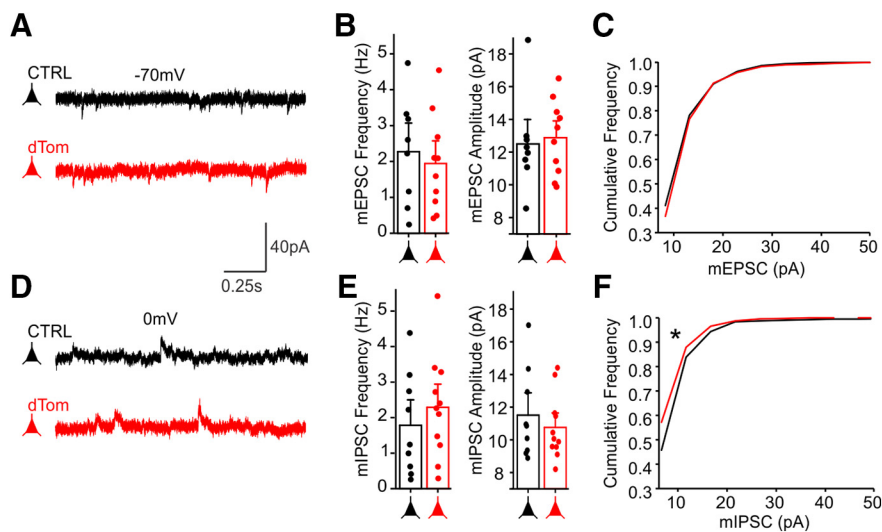 A
CTRL
-70mV
dTom
40pA
0.25s
B
mEPSC Frequency (Hz)
5
4
3
2
1
0
mEPSC Amplitude (pA)
18
16
14
12
10
8
C
Cumulative Frequency
1.0
0.9
0.8
0.7
0.6
0.5
0.4
0.3
10 20 30 40 50
mEPSC (pA)
D
CTRL
0mV
dTom
E
mIPSC Frequency (Hz)
5
4
3
2
1
0
mIPSC Amplitude (pA)
18
16
14
12
10
8
F
Cumulative Frequency
1.0
0.9
0.8
0.7
0.6
0.5
0.4
0.3
*
10 20 30 40 50
mIPSC (pA)